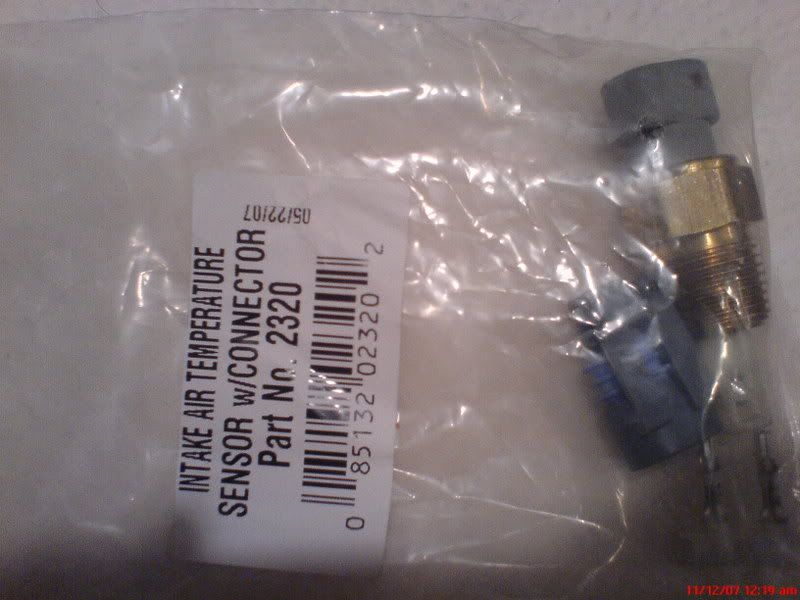 05/22/07
INTAKE AIR TEMPERATURE
SENSOR w/CONNECTOR
Part No. 2320
0 85132 02320 2
11/12/07 12:19 am